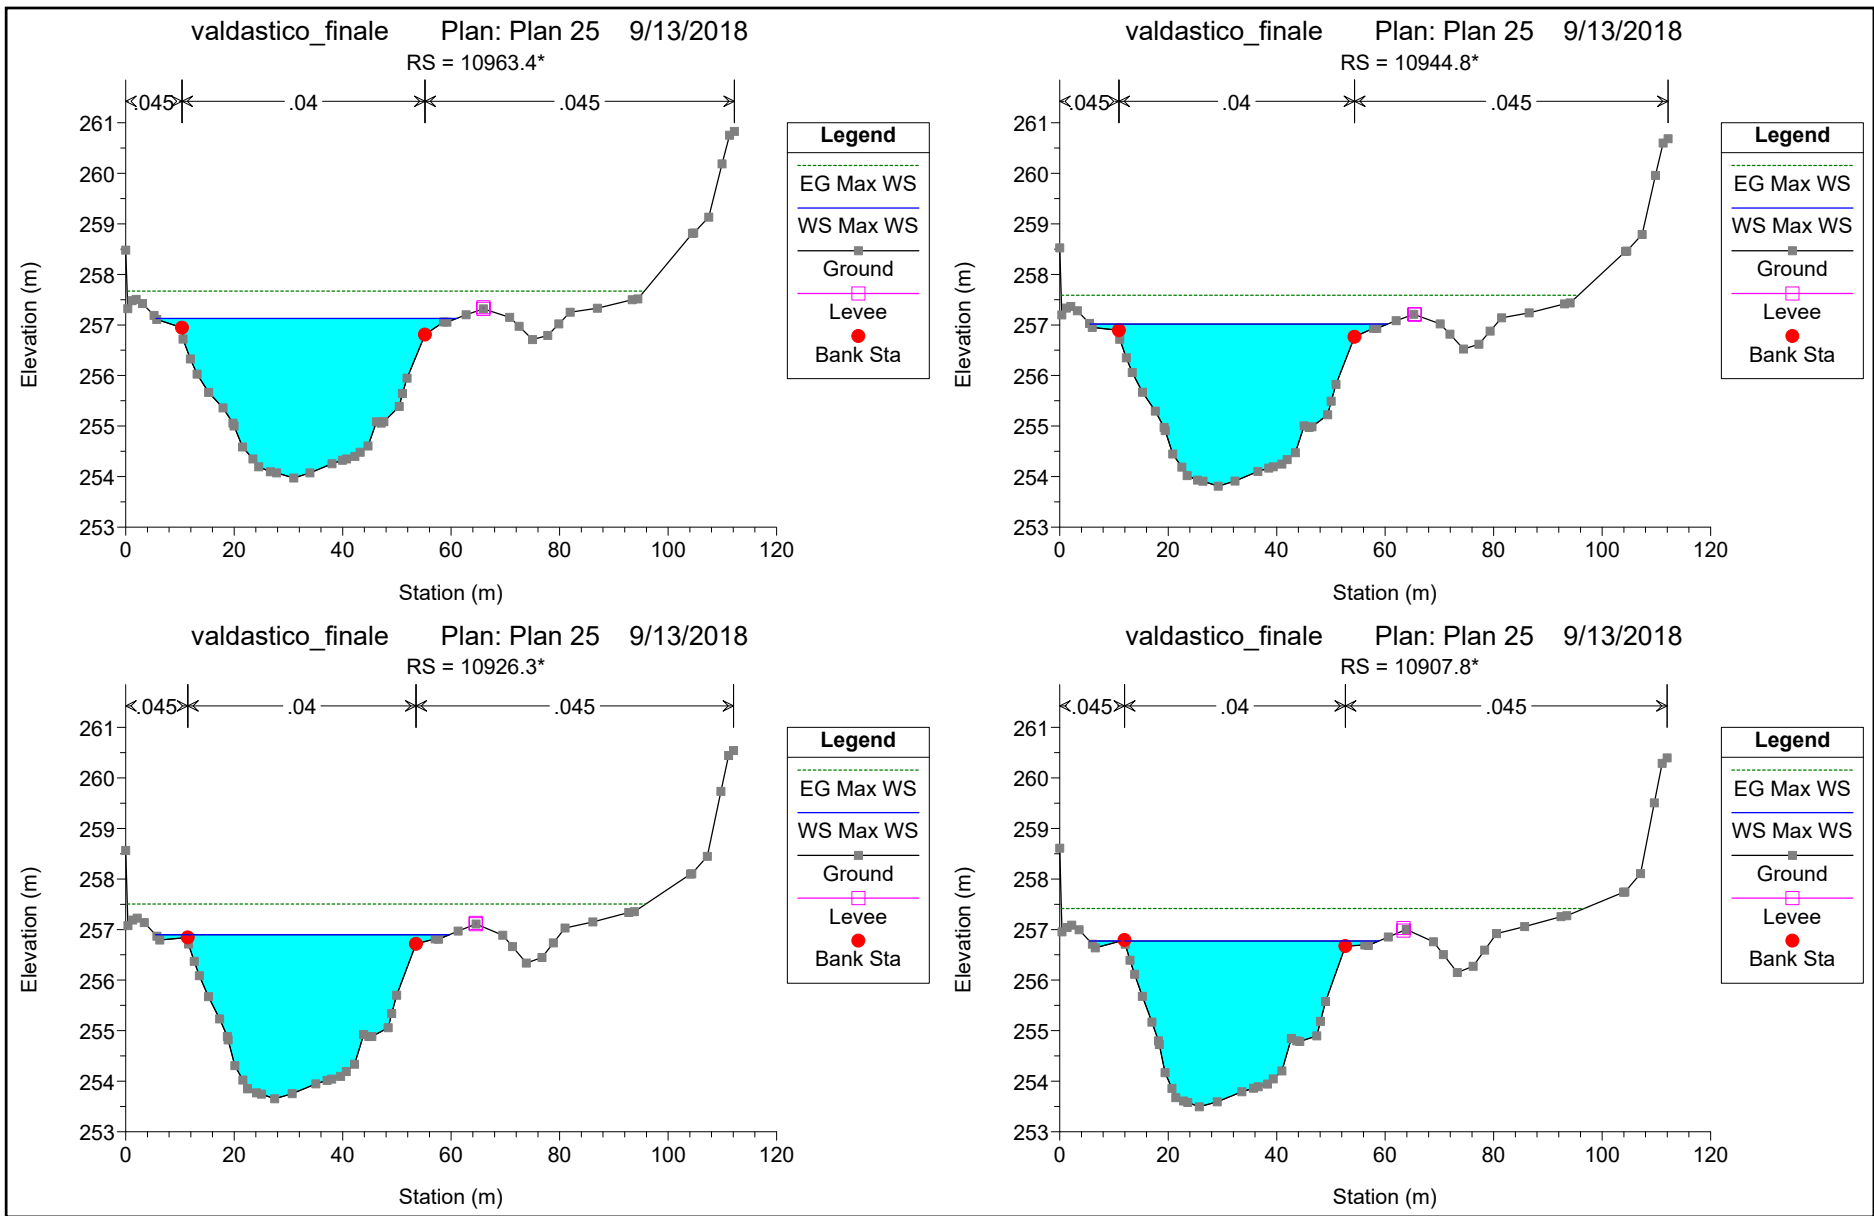 valdastico_finale Plan: Plan 25 9/13/2018
RS = 10963.4*
.045 .04 .045
261
260
259
258
257
256
255
254
253
0 20 40 60 80 100 120
Elevation (m)
Station (m)
Legend
EG Max WS
WS Max WS
Ground
Levee
Bank Sta
valdastico_finale Plan: Plan 25 9/13/2018
RS = 10944.8*
.045 .04 .045
261
260
259
258
257
256
255
254
253
0 20 40 60 80 100 120
Elevation (m)
Station (m)
Legend
EG Max WS
WS Max WS
Ground
Levee
Bank Sta
valdastico_finale Plan: Plan 25 9/13/2018
RS = 10926.3*
.045 .04 .045
261
260
259
258
257
256
255
254
253
0 20 40 60 80 100 120
Elevation (m)
Station (m)
Legend
EG Max WS
WS Max WS
Ground
Levee
Bank Sta
valdastico_finale Plan: Plan 25 9/13/2018
RS = 10907.8*
.045 .04 .045
261
260
259
258
257
256
255
254
253
0 20 40 60 80 100 120
Elevation (m)
Station (m)
Legend
EG Max WS
WS Max WS
Ground
Levee
Bank Sta